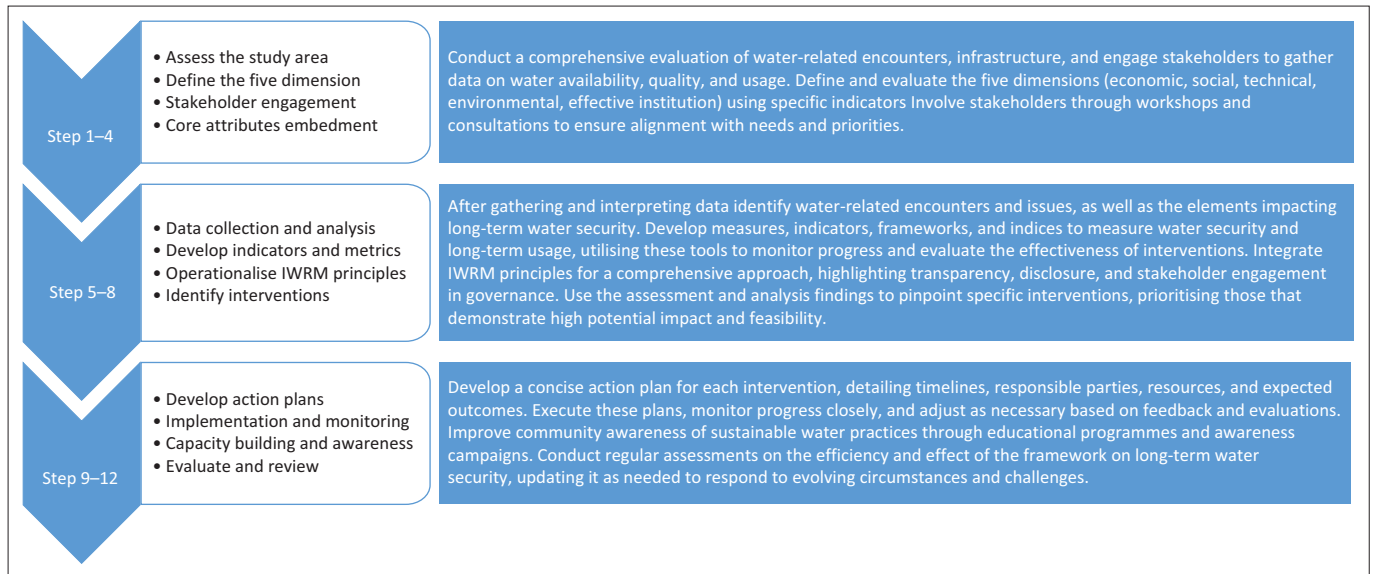 Step 1–4
• Assess the study area
• Define the five dimension
• Stakeholder engagement
• Core attributes embedment
Conduct a comprehensive evaluation of water-related encounters, infrastructure, and engage stakeholders to gather
data on water availability, quality, and usage. Define and evaluate the five dimensions (economic, social, technical,
environmental, effective institution) using specific indicators Involve stakeholders through workshops and
consultations to ensure alignment with needs and priorities.
Step 5–8
• Data collection and analysis
• Develop indicators and metrics
• Operationalise IWRM principles
• Identify interventions
After gathering and interpreting data identify water-related encounters and issues, as well as the elements impacting
long-term water security. Develop measures, indicators, frameworks, and indices to measure water security and
long-term usage, utilising these tools to monitor progress and evaluate the effectiveness of interventions. Integrate
IWRM principles for a comprehensive approach, highlighting transparency, disclosure, and stakeholder engagement
in governance. Use the assessment and analysis findings to pinpoint specific interventions, prioritising those that
demonstrate high potential impact and feasibility.
Step 9–12
• Develop action plans
• Implementation and monitoring
• Capacity building and awareness
• Evaluate and review
Develop a concise action plan for each intervention, detailing timelines, responsible parties, resources, and expected
outcomes. Execute these plans, monitor progress closely, and adjust as necessary based on feedback and evaluations.
Improve community awareness of sustainable water practices through educational programmes and awareness
campaigns. Conduct regular assessments on the efficiency and effect of the framework on long-term water
security, updating it as needed to respond to evolving circumstances and challenges.